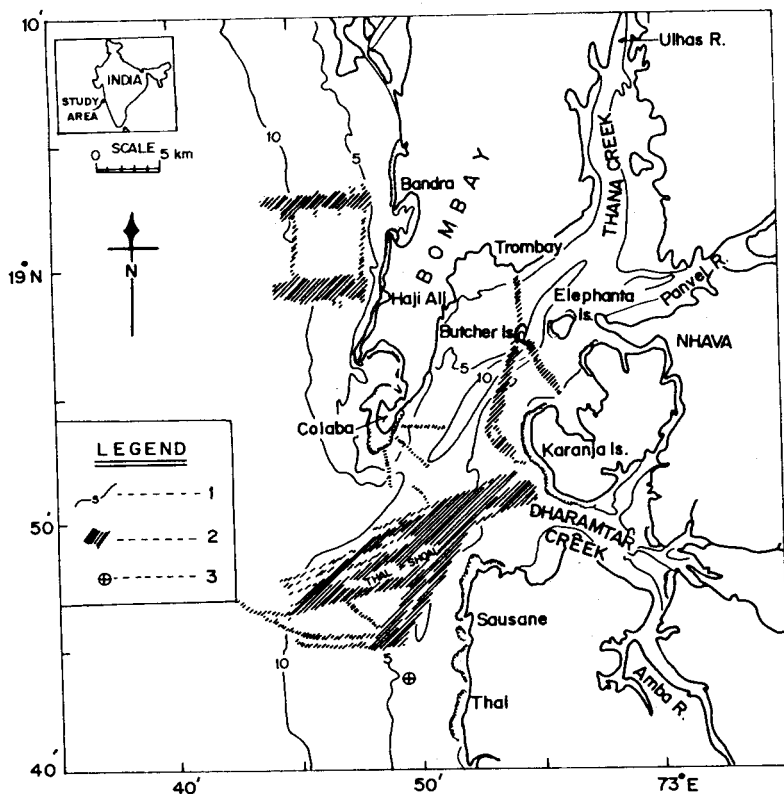 10'
INDIA
STUDY
AREA
SCALE
0 5 km
N
19° N
50'
40'
40'
50'
73° E
10
5
Ulhas R.
THANA CREEK
Bandra
BOMBAY
Trombay
Panvel R.
Elephanta
Is.
Haji Ali
Butcher Is.
NHAVA
5
10
Colaba
Karanja Is.
DHARAMTAR
CREEK
THAL SHOAL
Sausane
Thal
Amba R.
10
5
LEGEND
5 1
2
3